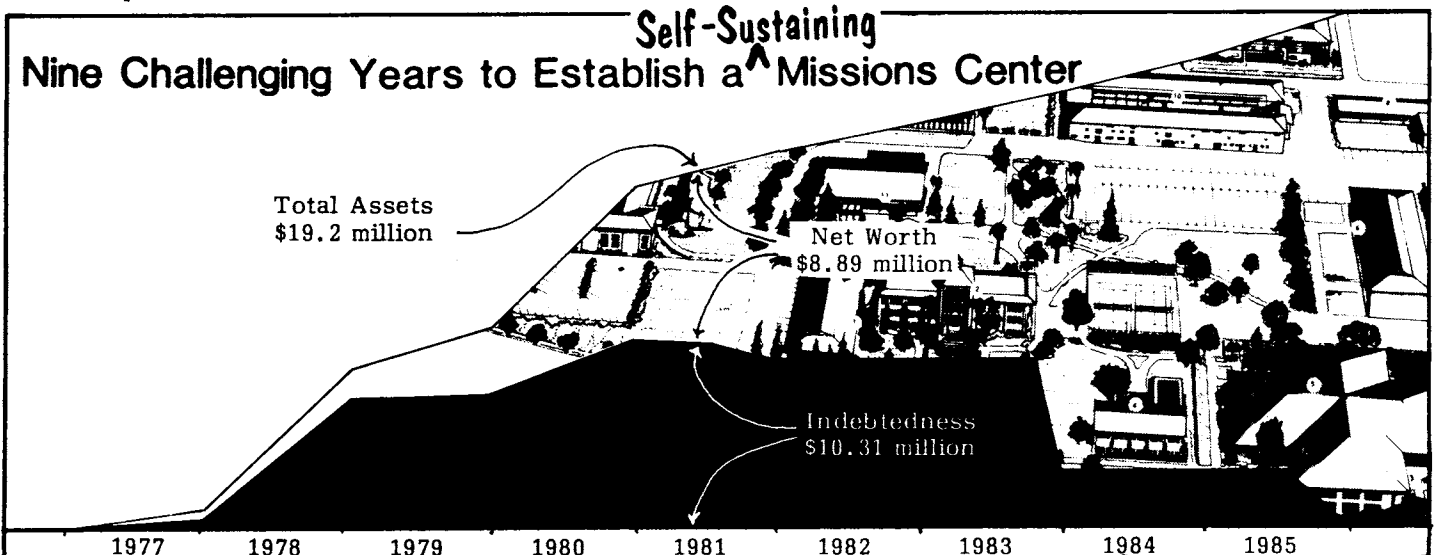 Self-Sustaining
Nine Challenging Years to Establish a ^ Missions Center
Total Assets
$19.2 million
Net Worth
$8.89 million
Indebtedness
$10.31 million
1977 1978 1979 1980 1981 1982 1983 1984 1985